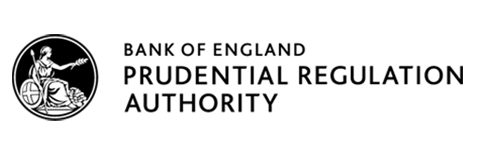 BANK OF ENGLAND
PRUDENTIAL REGULATION
AUTHORITY